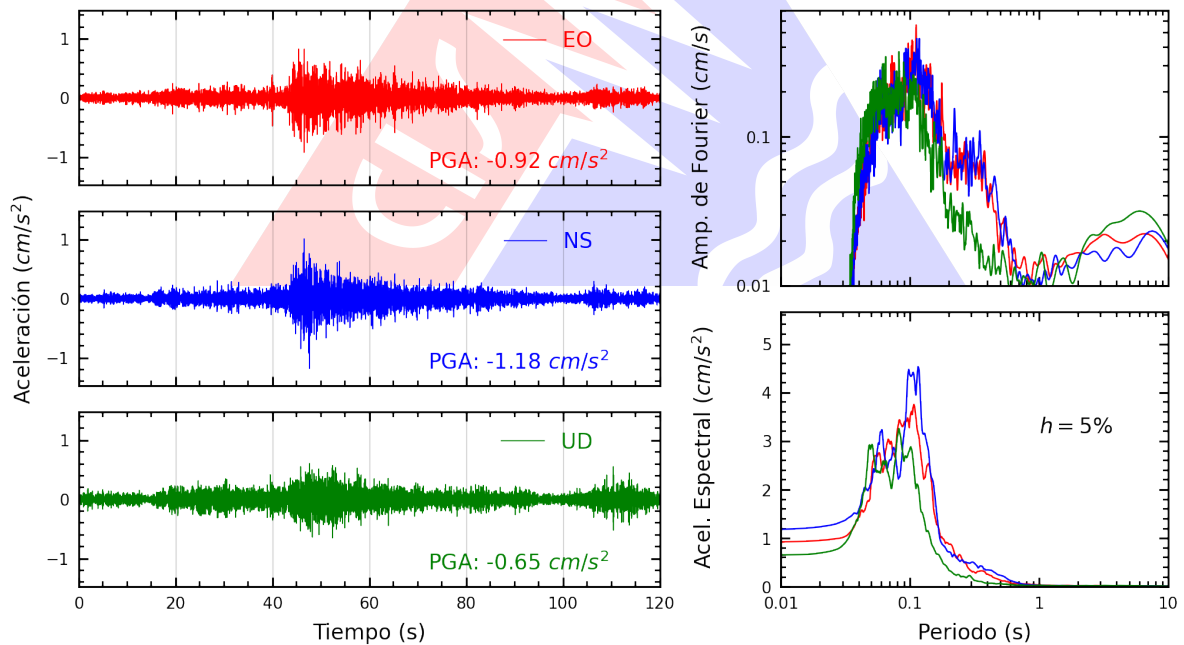 Aceleración (cm/s²)
1
0
−1
EO
PGA: -0.92 cm/s²
1
0
−1
NS
PGA: -1.18 cm/s²
1
0
−1
UD
PGA: -0.65 cm/s²
0 20 40 60 80 100 120
Tiempo (s)
Amp. de Fourier (cm/s)
0.1
0.01
Acel. Espectral (cm/s²)
5
4
3
2
1
0
h = 5%
0.01 0.1 1 10
Periodo (s)